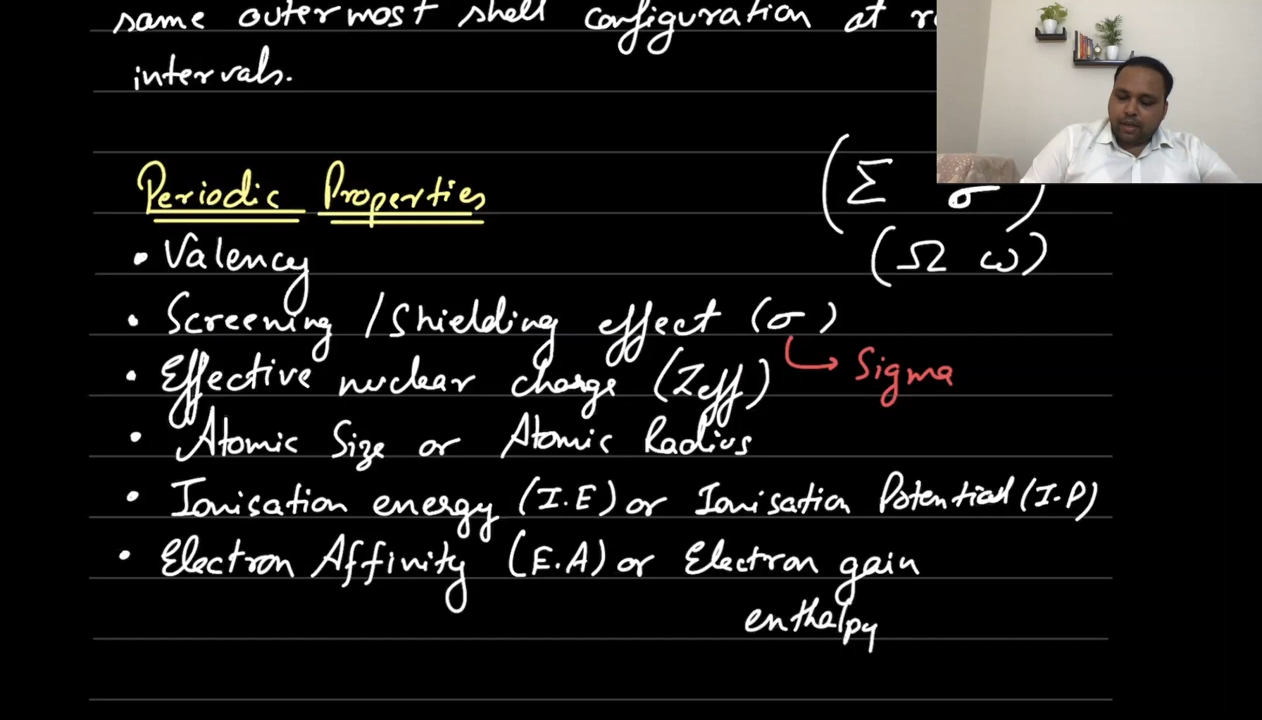 same outermost shell configuration at
intervals.
Periodic Properties
(Σ σ)
(Ω ω)
• Valency
• Screening / Shielding effect (σ)
Sigma
• Effective nuclear charge (Zeff)
• Atomic Size or Atomic Radius
• Ionisation energy (I.E) or Ionisation Potential (I.P)
• Electron Affinity (E.A) or Electron gain
enthalpy